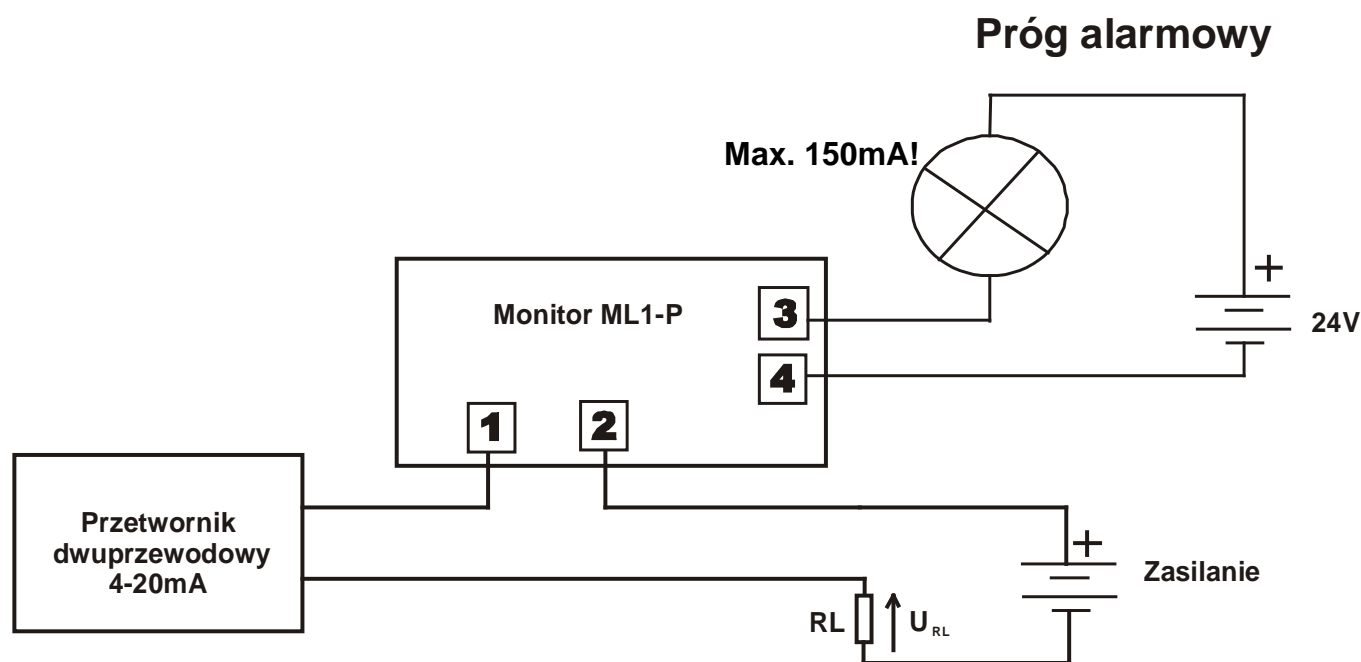 Próg alarmowy
Max. 150mA!
+
Monitor ML1-P
3
24V
4
1
2
Przetwornik
dwuprzewodowy
4-20mA
+
Zasilanie
RL
U RL